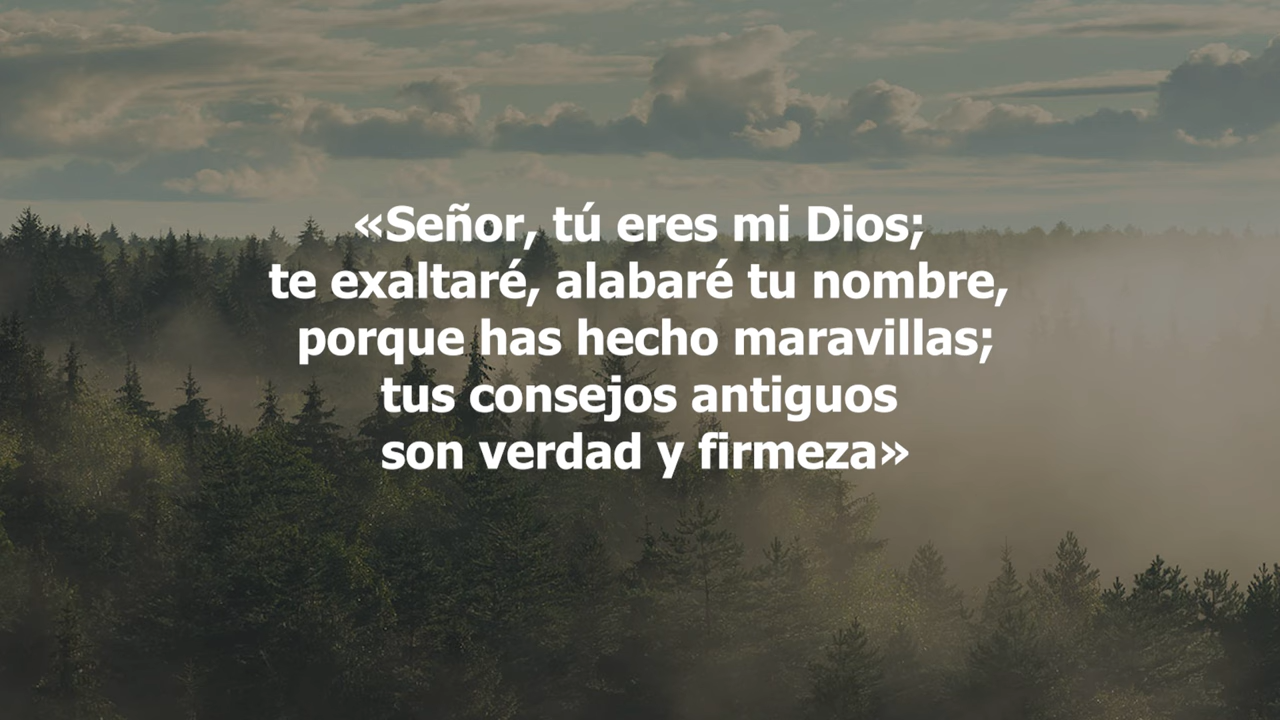 «Señor, tú eres mi Dios;
te exaltaré, alabaré tu nombre,
porque has hecho maravillas;
tus consejos antiguos
son verdad y firmeza»